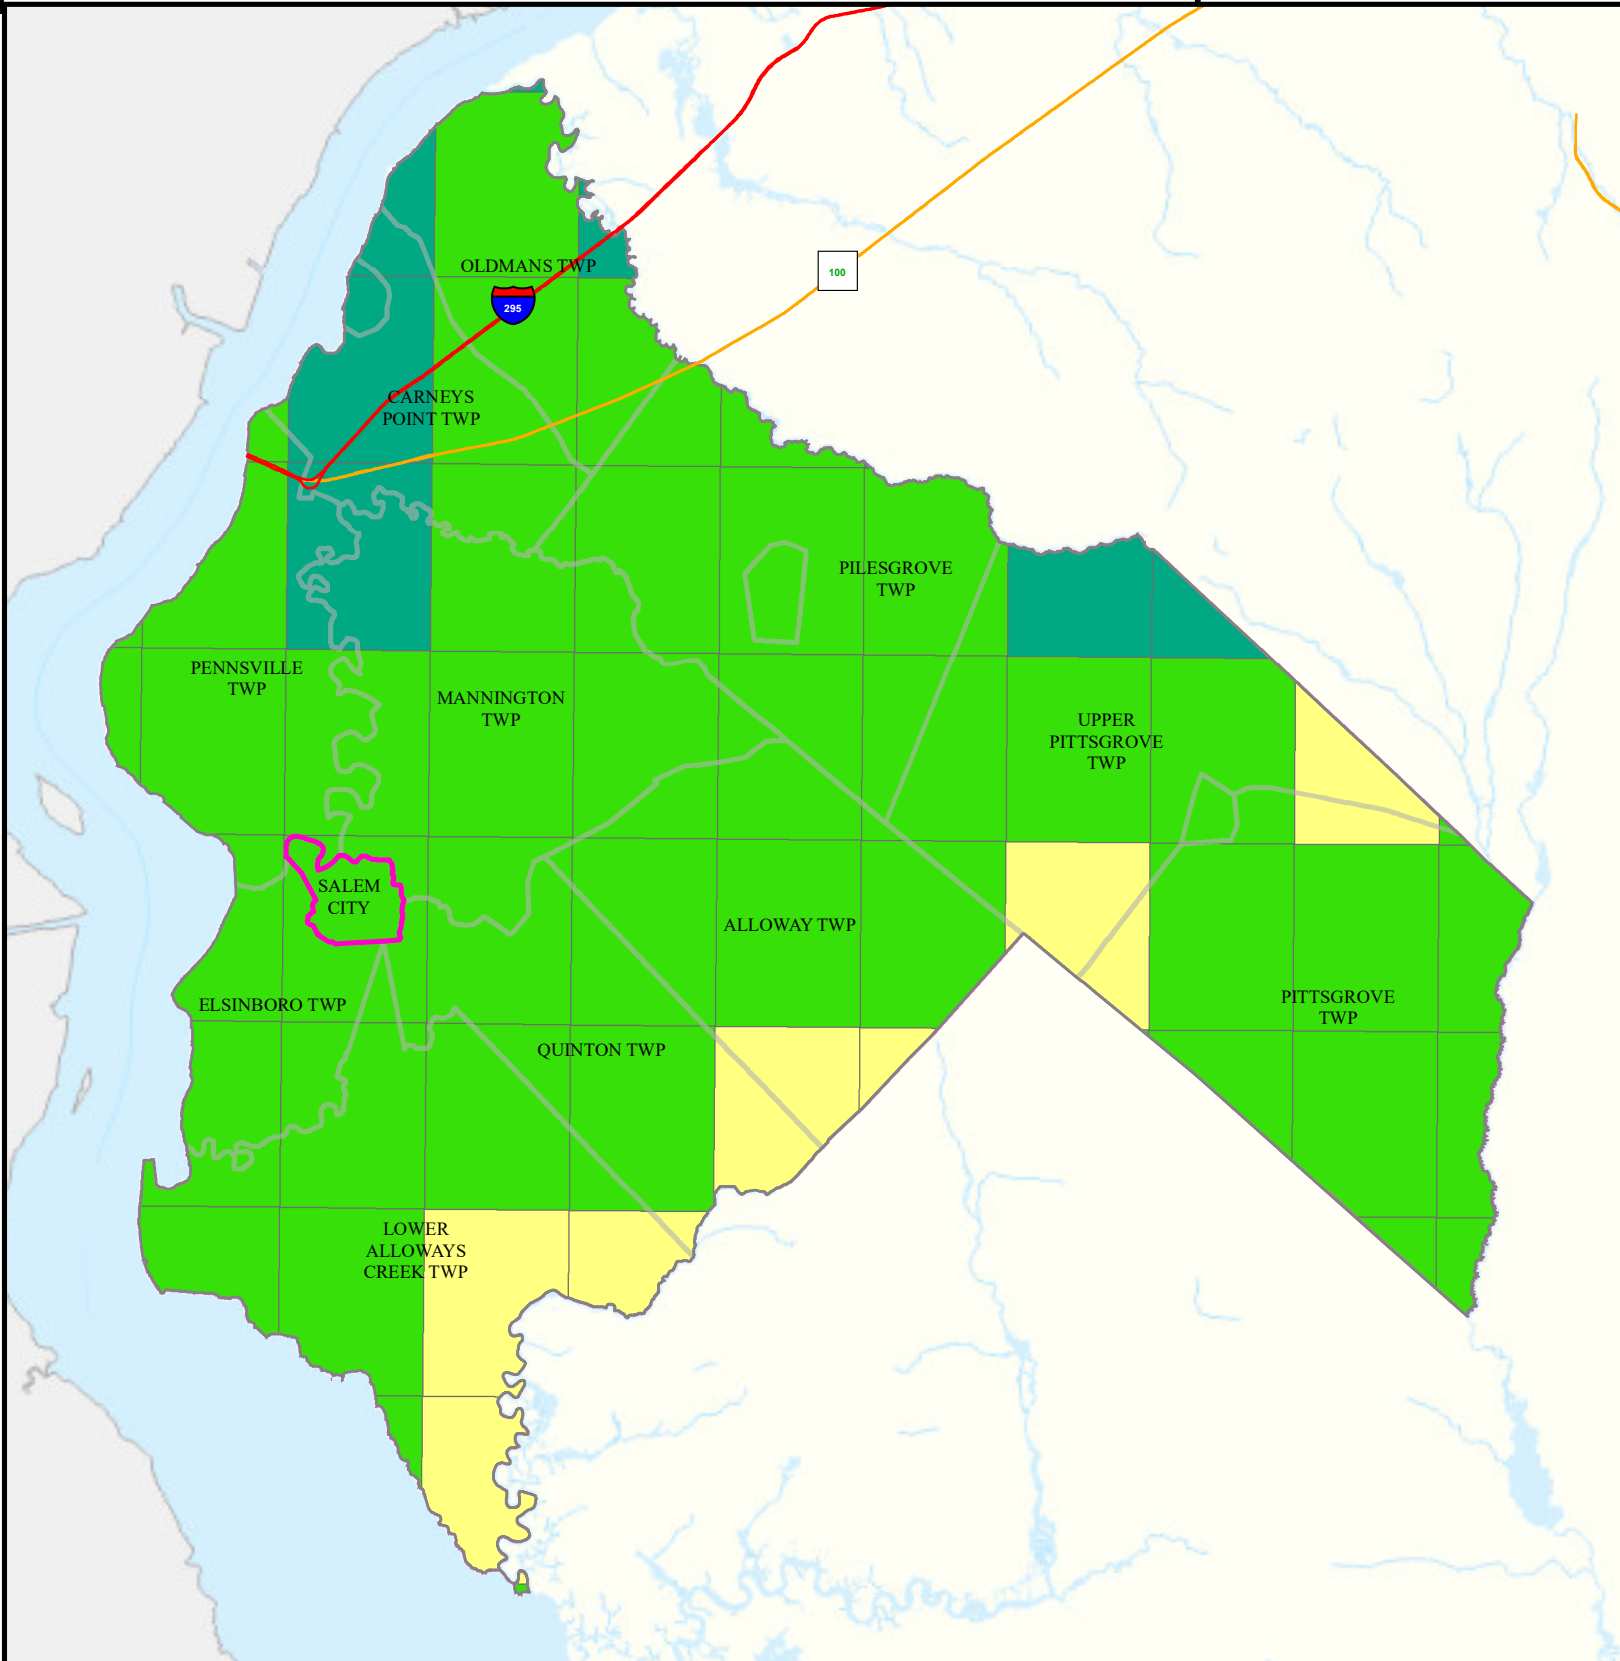 OLDMANS TWP
100
295
CARNEYS
POINT TWP
PILESGROVE
TWP
PENNSVILLE
TWP
MANNINGTON
TWP
UPPER
PITTSGROVE
TWP
SALEM
CITY
ALLOWAY TWP
ELSINBORO TWP
PITTSGROVE
TWP
QUINTON TWP
LOWER
ALLOWAYS
CREEK TWP